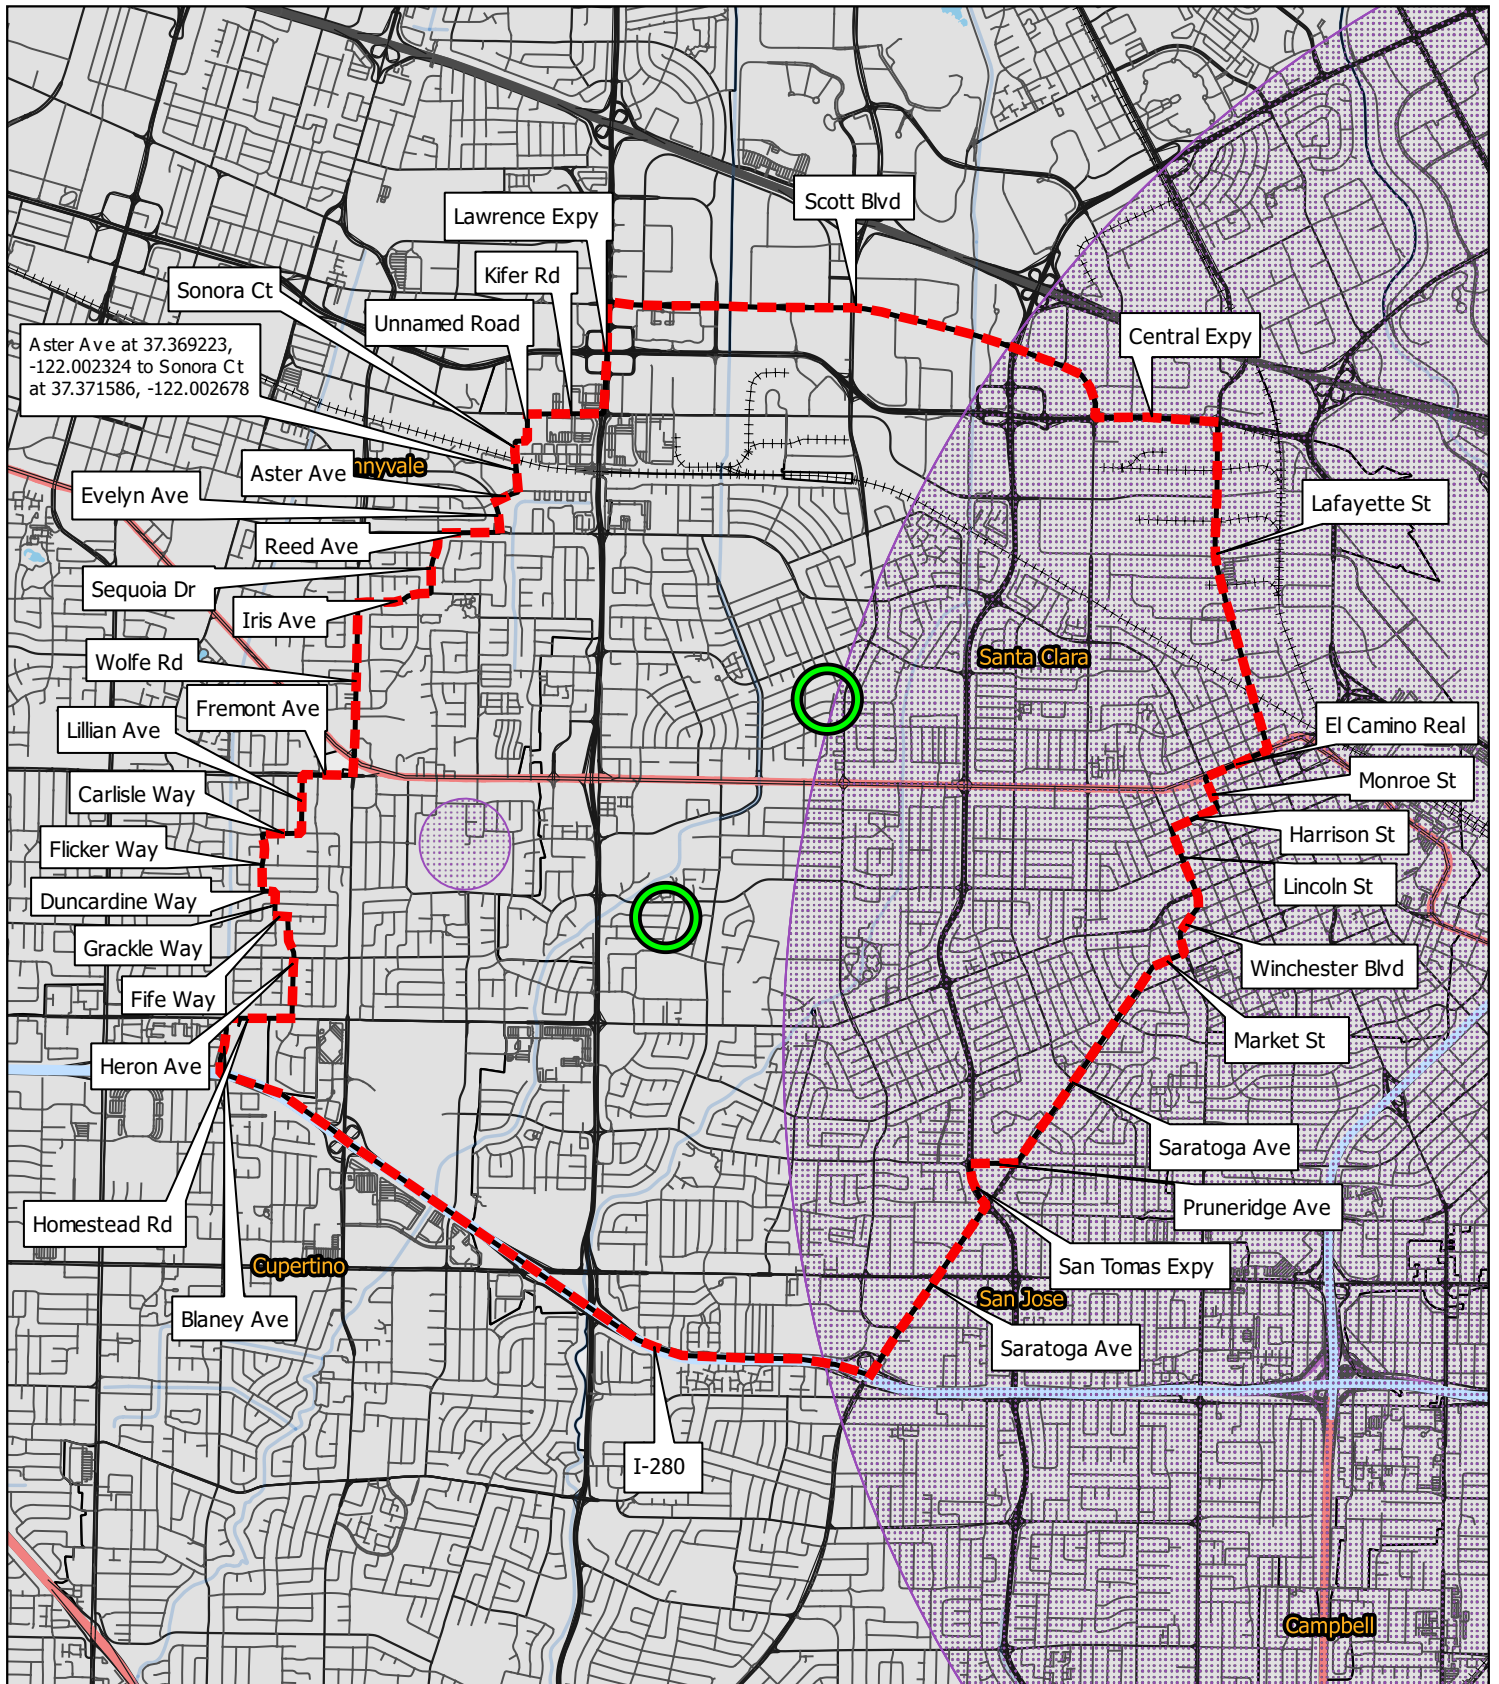 Scott Blvd
Lawrence Expy
Kifer Rd
Sonora Ct
Unnamed Road
Central Expy
Aster Ave at 37.369223,
-122.002324 to Sonora Ct
at 37.371586, -122.002678
nnyvale
Aster Ave
Evelyn Ave
Lafayette St
Reed Ave
Sequoia Dr
Iris Ave
Santa Clara
Wolfe Rd
Fremont Ave
El Camino Real
Lillian Ave
Monroe St
Carlisle Way
Harrison St
Flicker Way
Lincoln St
Duncardine Way
Grackle Way
Winchester Blvd
Fife Way
Market St
Heron Ave
Saratoga Ave
Pruneridge Ave
Homestead Rd
Cupertino
San Tomas Expy
San Jose
Blaney Ave
Saratoga Ave
I-280
Campbell